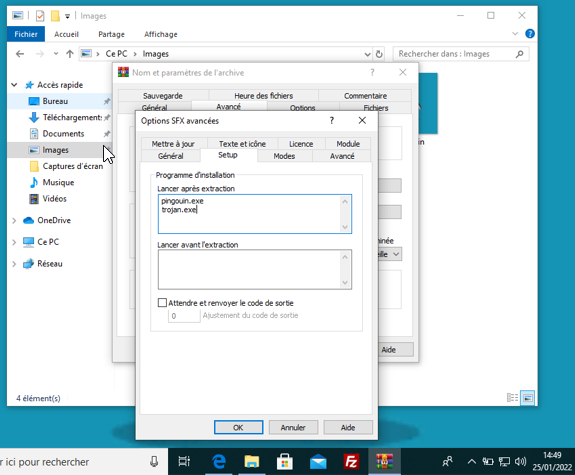 Images
Fichier Accueil Partage Affichage
Ce PC Images
Rechercher dans : Images
Accès rapide
Bureau
Téléchargements
Documents
Images
Captures d'écran
Musique
Vidéos
OneDrive
Ce PC
Réseau
4 élément(s)
Nom et paramètres de l'archive
Sauvegarde Heure des fichiers Commentaire
Général Avancé Options Fichiers
Aide
Options SFX avancées
Mettre à jour Texte et icône Licence Module
Général Setup Modes Avancé
Programme d'installation
Lancer après extraction
pingouin.exe
trojan.exe
Lancer avant l'extraction
Attendre et renvoyer le code de sortie
0 Ajustement du code de sortie
OK Annuler Aide
ici pour rechercher
14:49
25/01/2022